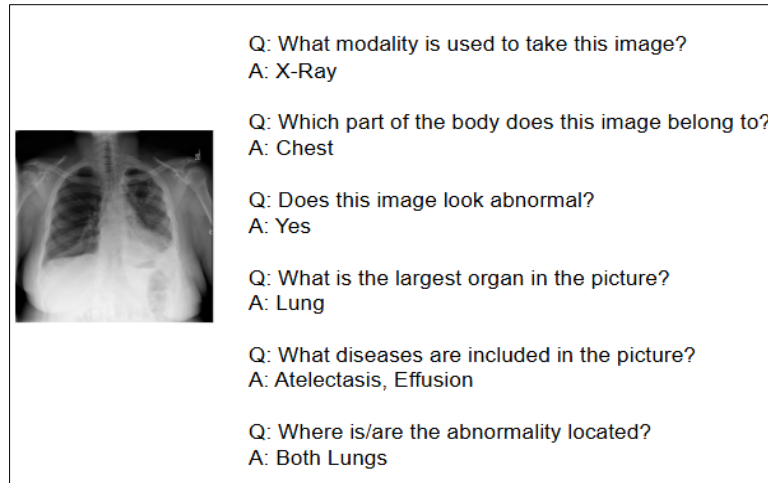 Q: What modality is used to take this image?
A: X-Ray
Q: Which part of the body does this image belong to?
A: Chest
Q: Does this image look abnormal?
A: Yes
Q: What is the largest organ in the picture?
A: Lung
Q: What diseases are included in the picture?
A: Atelectasis, Effusion
Q: Where is/are the abnormality located?
A: Both Lungs